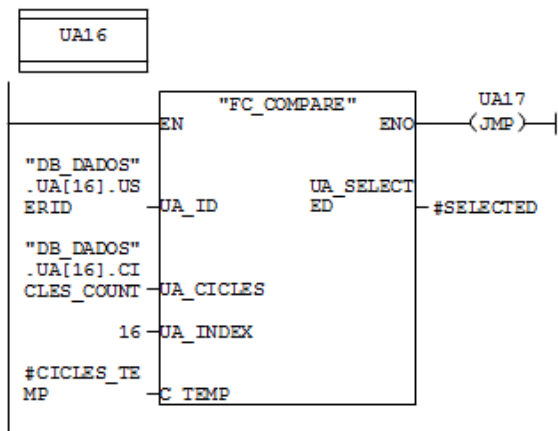 UA16
"FC_COMPARE"
UA17
EN
ENO
(JMP)
"DB_DADOS"
.UA[16].US
ERID
UA_ID
UA_SELECT
ED
#SELECTED
"DB_DADOS"
.UA[16].CI
CLES_COUNT
UA_CICLES
16
UA_INDEX
#CICLES_TE
MP
C_TEMP